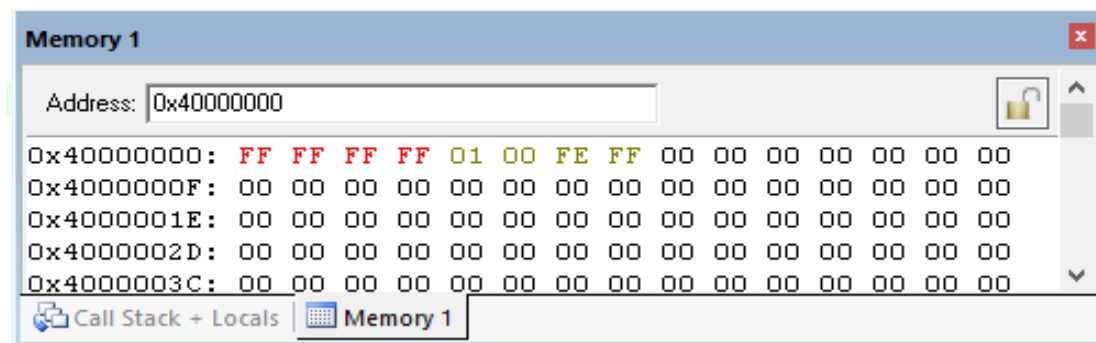 Memory 1
Address: 0x40000000
0x40000000: FF FF FF FF 01 00 FE FF 00 00 00 00 00 00 00
0x4000000F: 00 00 00 00 00 00 00 00 00 00 00 00 00 00 00
0x4000001E: 00 00 00 00 00 00 00 00 00 00 00 00 00 00 00
0x4000002D: 00 00 00 00 00 00 00 00 00 00 00 00 00 00 00
0x4000003C: 00 00 00 00 00 00 00 00 00 00 00 00 00 00 00
Call Stack + Locals Memory 1